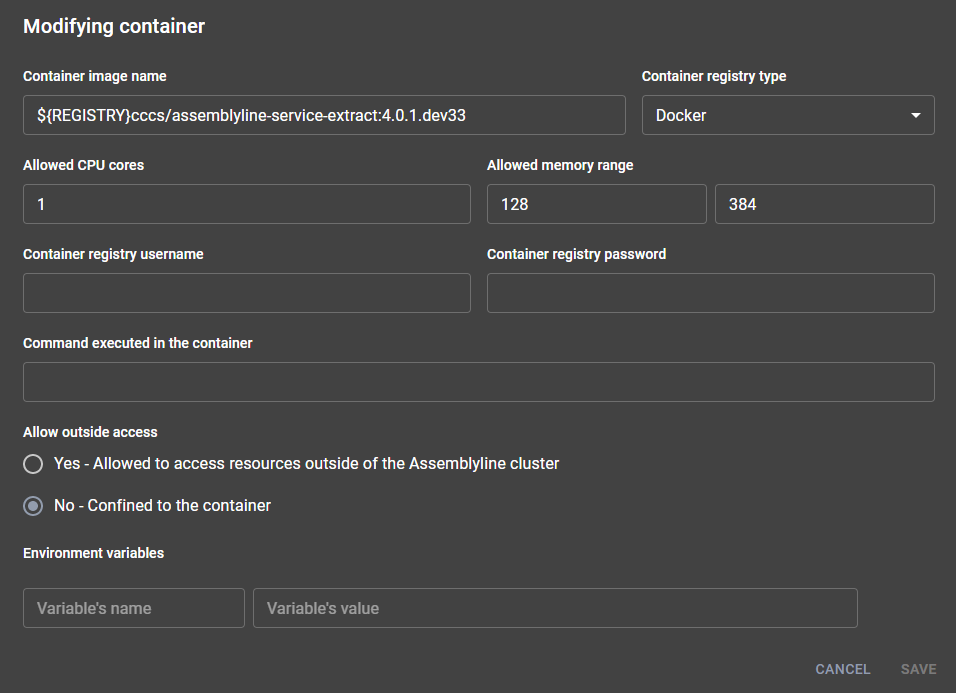 Modifying container
Container image name
Container registry type
${REGISTRY}cccs/assemblyline-service-extract:4.0.1.dev33
Docker
Allowed CPU cores
Allowed memory range
1
128
384
Container registry username
Container registry password
Command executed in the container
Allow outside access
Yes - Allowed to access resources outside of the Assemblyline cluster
No - Confined to the container
Environment variables
Variable's name
Variable's value
CANCEL
SAVE